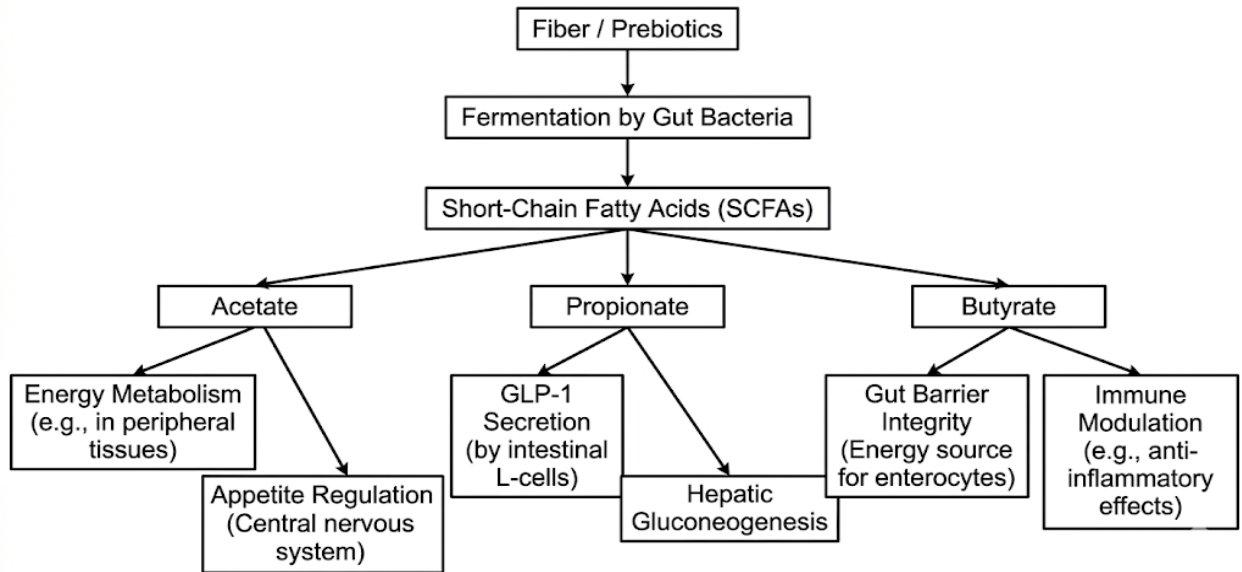 Fiber / Prebiotics
Fermentation by Gut Bacteria
Short-Chain Fatty Acids (SCFAs)
Acetate
Propionate
Butyrate
Energy Metabolism
(e.g., in peripheral
tissues)
Appetite Regulation
(Central nervous
system)
GLP-1
Secretion
(by intestinal
L-cells)
Hepatic
Gluconeogenesis
Gut Barrier
Integrity
(Energy source
for enterocytes)
Immune
Modulation
(e.g., anti-
inflammatory
effects)